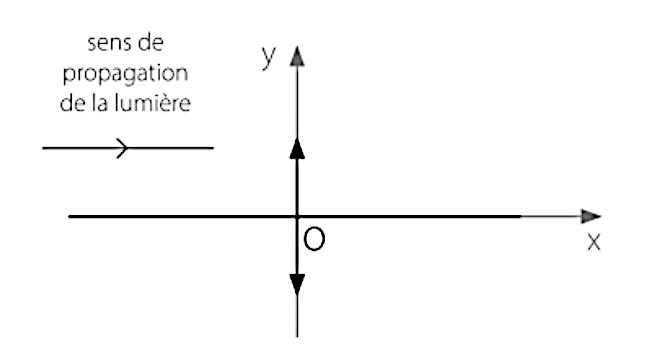 sens de
propagation
de la lumière
y
O
x